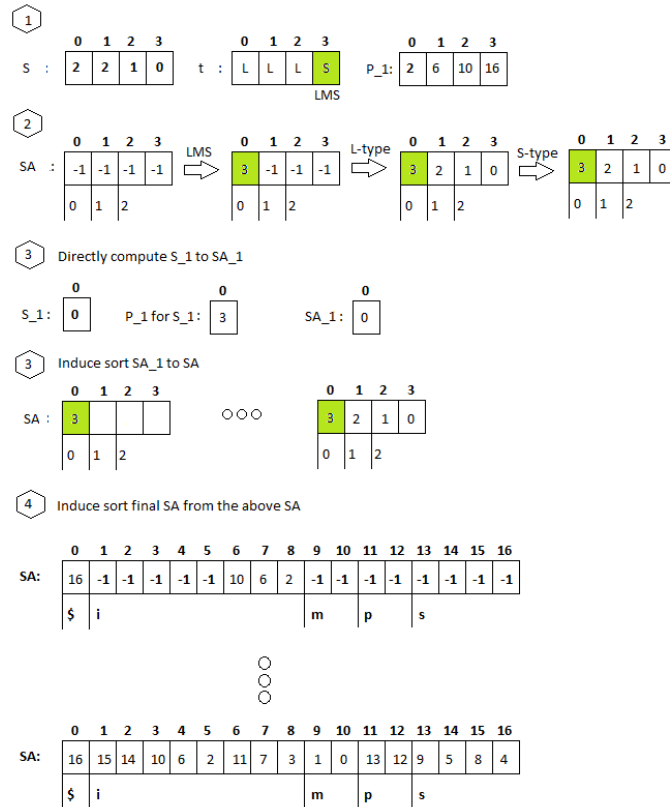 1
0 1 2 3 0 1 2 3 0 1 2 3
S : 2 2 1 0 t : L L L S P_1: 2 6 10 16
LMS
2
0 1 2 3 0 1 2 3 0 1 2 3 0 1 2 3
SA : -1 -1 -1 -1 LMS 3 -1 -1 -1 L-type 3 2 1 0 S-type 3 2 1 0
0 1 2 0 1 2 0 1 2 0 1 2
3 Directly compute S_1 to SA_1
0 0 0
S_1: 0 P_1 for S_1: 3 SA_1: 0
3 Induce sort SA_1 to SA
0 1 2 3 0 1 2 3
SA : 3 3 2 1 0
0 1 2 0 1 2
4 Induce sort final SA from the above SA
0 1 2 3 4 5 6 7 8 9 10 11 12 13 14 15 16
SA: 16 -1 -1 -1 -1 -1 10 6 2 -1 -1 -1 -1 -1 -1 -1 -1
$ i m p s
0 1 2 3 4 5 6 7 8 9 10 11 12 13 14 15 16
SA: 16 15 14 10 6 2 11 7 3 1 0 13 12 9 5 8 4
$ i m p s